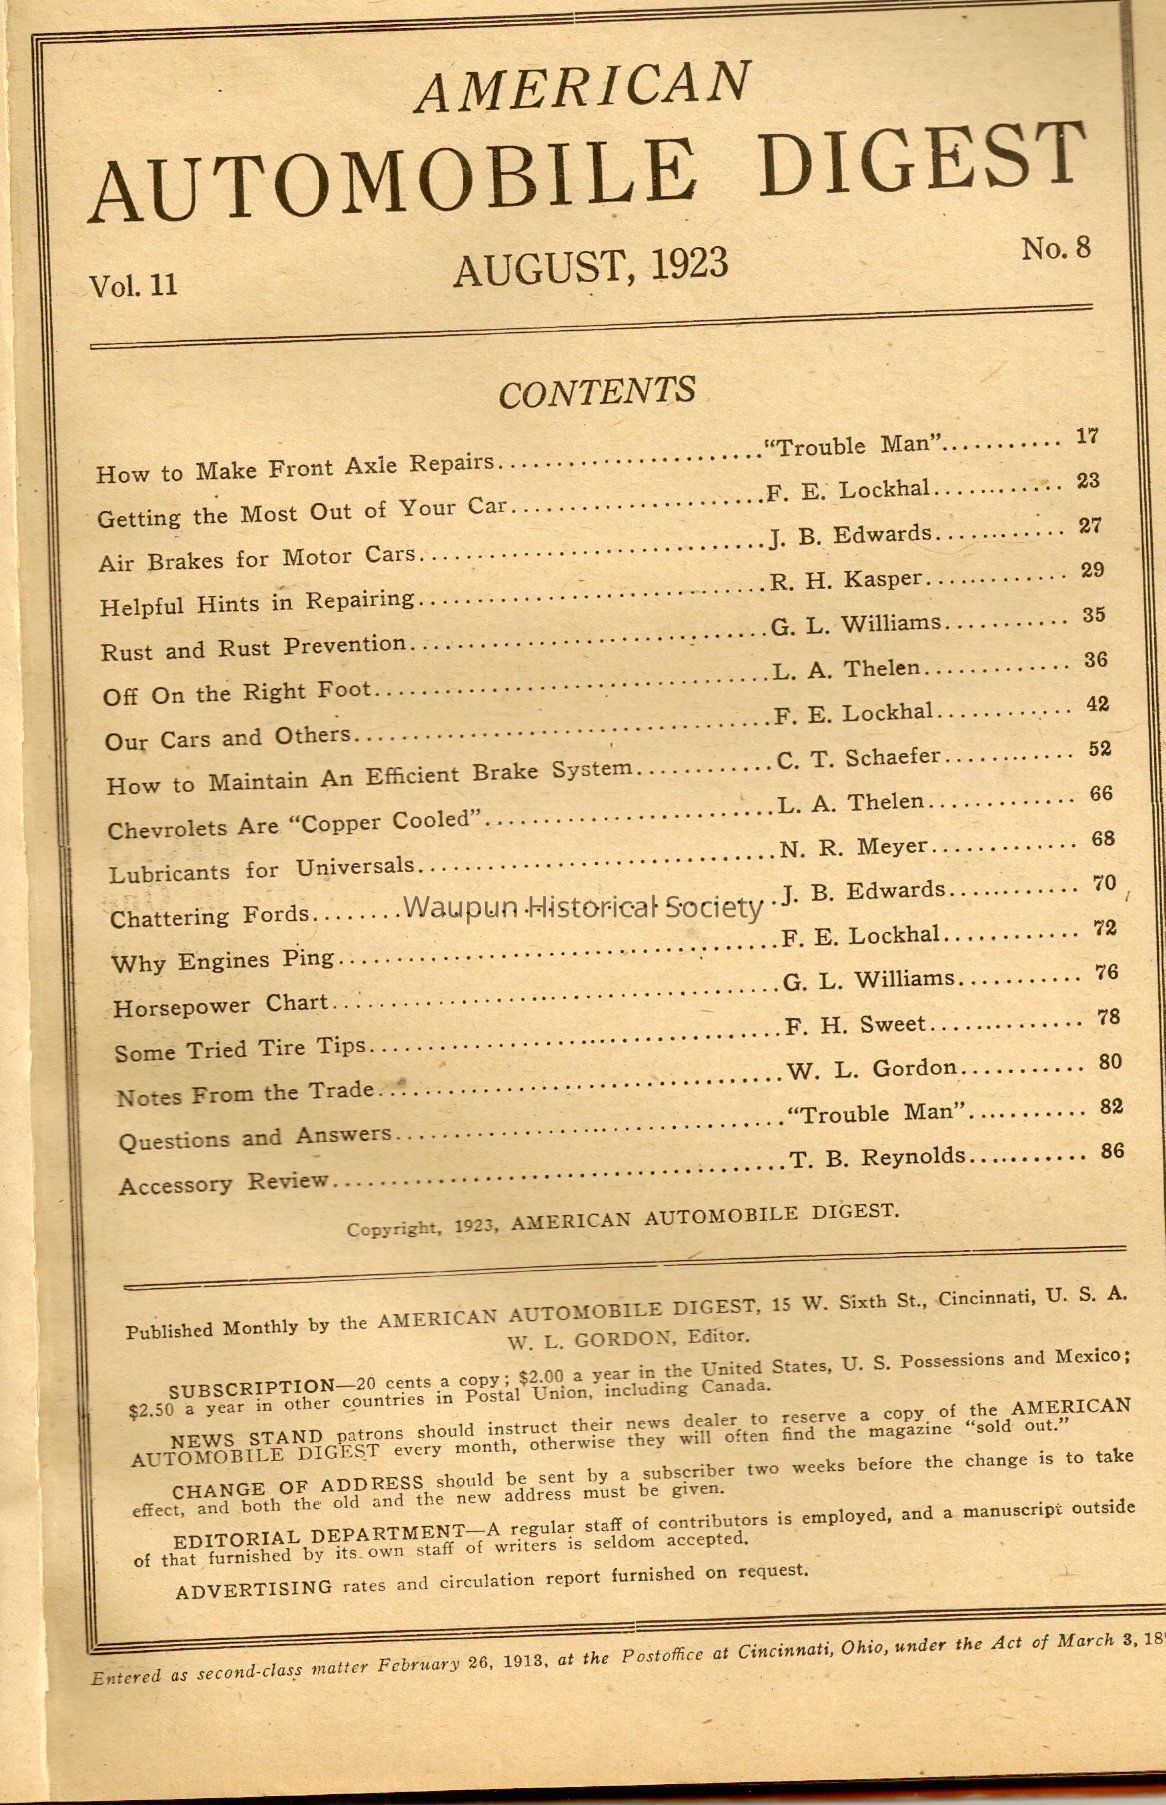 AMERICAN
AUTOMOBILE DIGEST
Vol. 11 AUGUST, 1923 No. 8
CONTENTS
How to Make Front Axle Repairs.......................“Trouble Man”........... 17
Getting the Most Out of Your Car......................F. E. Lockhal............ 23
Air Brakes for Motor Cars..............................J. B. Edwards............ 27
Helpful Hints in Repairing..............................R. H. Kasper............. 29
Rust and Rust Prevention...............................G. L. Williams........... 35
Off On the Right Foot..................................L. A. Thelen............. 36
Our Cars and Others....................................F. E. Lockhal............ 42
How to Maintain An Efficient Brake System............C. T. Schaefer............ 52
Chevrolets Are “Copper Cooled”.........................L. A. Thelen............. 66
Lubricants for Universals...............................N. R. Meyer............. 68
Chattering Fords........................................J. B. Edwards............ 70
Waupun Historical Society
Why Engines Ping......................................F. E. Lockhal............ 72
Horsepower Chart......................................G. L. Williams........... 76
Some Tried Tire Tips...................................F. H. Sweet.............. 78
Notes From the Trade..................................W. L. Gordon........... 80
Questions and Answers.................................“Trouble Man”........... 82
Accessory Review.......................................T. B. Reynolds........... 86
Copyright, 1923, AMERICAN AUTOMOBILE DIGEST.
Published Monthly by the AMERICAN AUTOMOBILE DIGEST, 15 W. Sixth St., Cincinnati, U. S. A.
W. L. GORDON, Editor.
SUBSCRIPTION—20 cents a copy; $2.00 a year in the United States, U. S. Possessions and Mexico;
$2.50 a year in other countries in Postal Union, including Canada.
NEWS STAND patrons should instruct their news dealer to reserve a copy of the AMERICAN
AUTOMOBILE DIGEST every month, otherwise they will often find the magazine “sold out.”
CHANGE OF ADDRESS should be sent by a subscriber two weeks before the change is to take
effect, and both the old and the new address must be given.
EDITORIAL DEPARTMENT—A regular staff of contributors is employed, and a manuscript outside
of that furnished by its own staff of writers is seldom accepted.
ADVERTISING rates and circulation report furnished on request.
Entered as second-class matter February 26, 1913, at the Postoffice at Cincinnati, Ohio, under the Act of March 3,